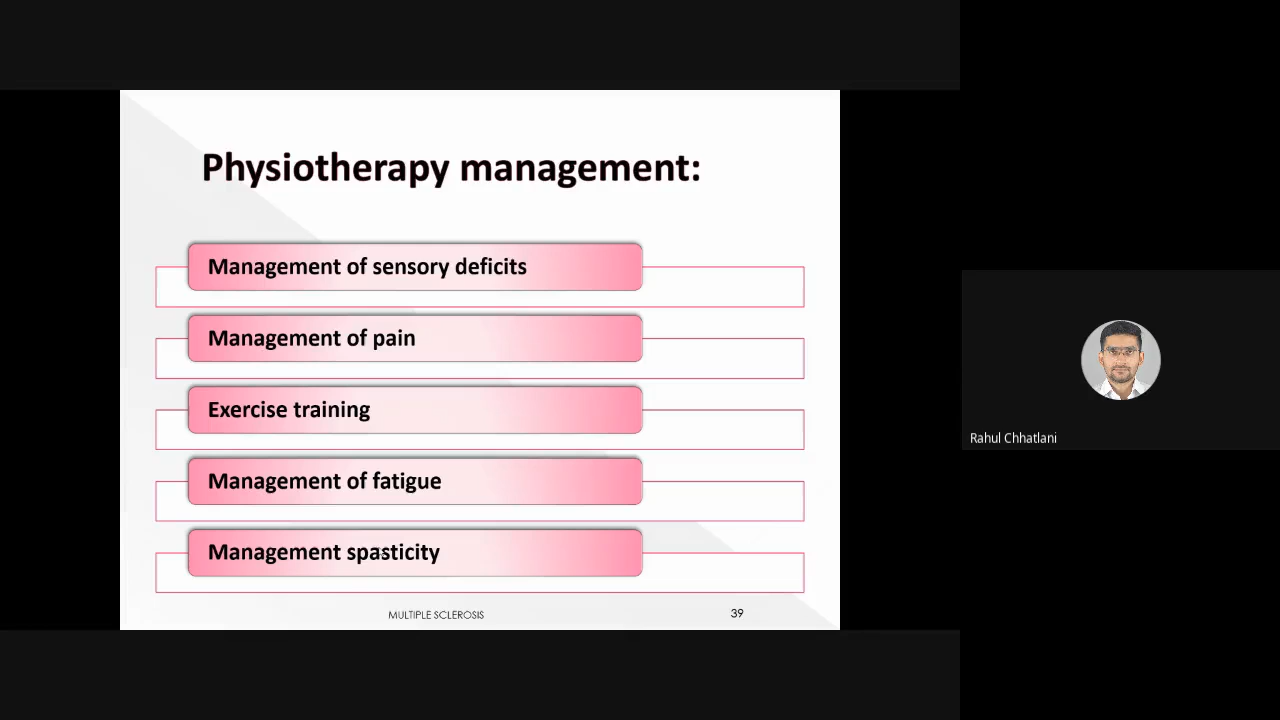 Physiotherapy management:
Management of sensory deficits
Management of pain
Exercise training
Management of fatigue
Management spasticity
MULTIPLE SCLEROSIS
39
Rahul Chhatlani